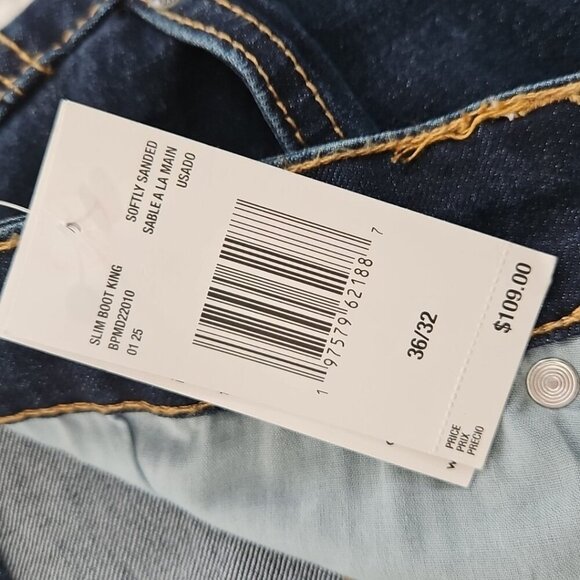 SLIM BOOT KING
BPMD22010
01 25
SOFTLY SANDED
SABLE A LA MAIN
USADO
1 97579 62188 7
36/32
$109.00
PRICE
PRIX
PRECIO